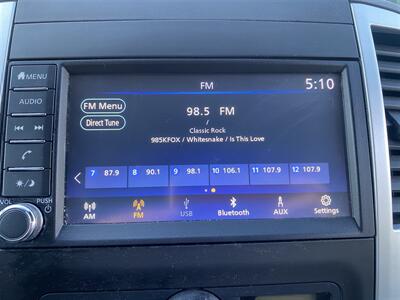 FM
5:10
MENU
AUDIO
VOL
PUSH
FM Menu
Direct Tune
98.5 FM
/
Classic Rock
985KFOX / Whitesnake / Is This Love
7 87.9 8 90.1 9 98.1 10 106.1 11 107.9 12 107.9
AM FM USB Bluetooth AUX Settings